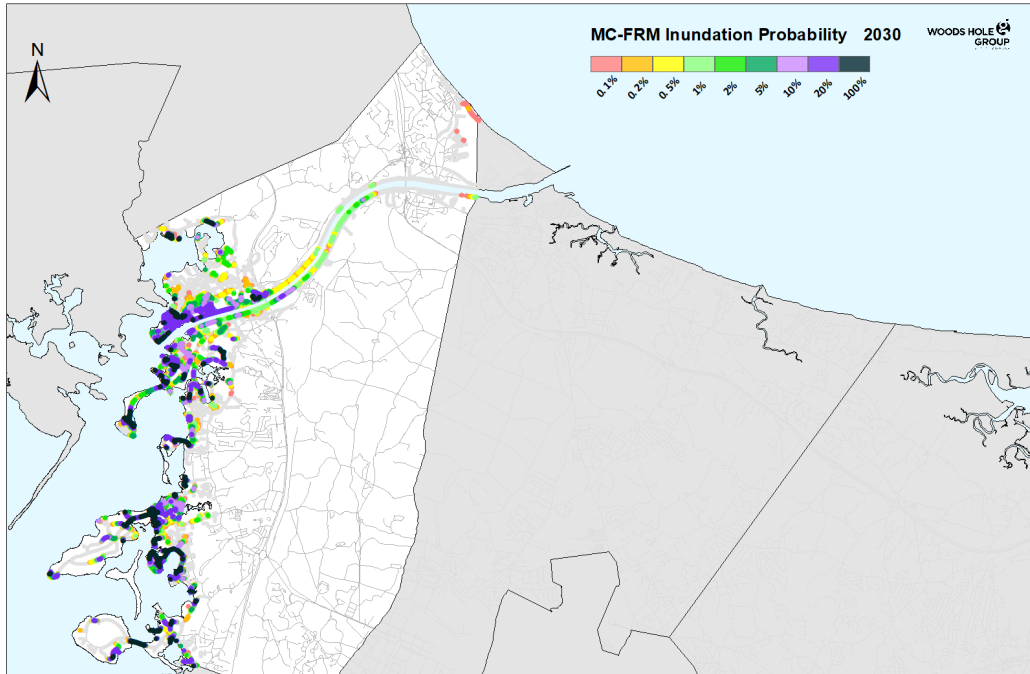 MC-FRM Inundation Probability 2030
WOODS HOLE
GROUP
N
0.1%
0.2%
0.5%
1%
2%
5%
10%
20%
100%